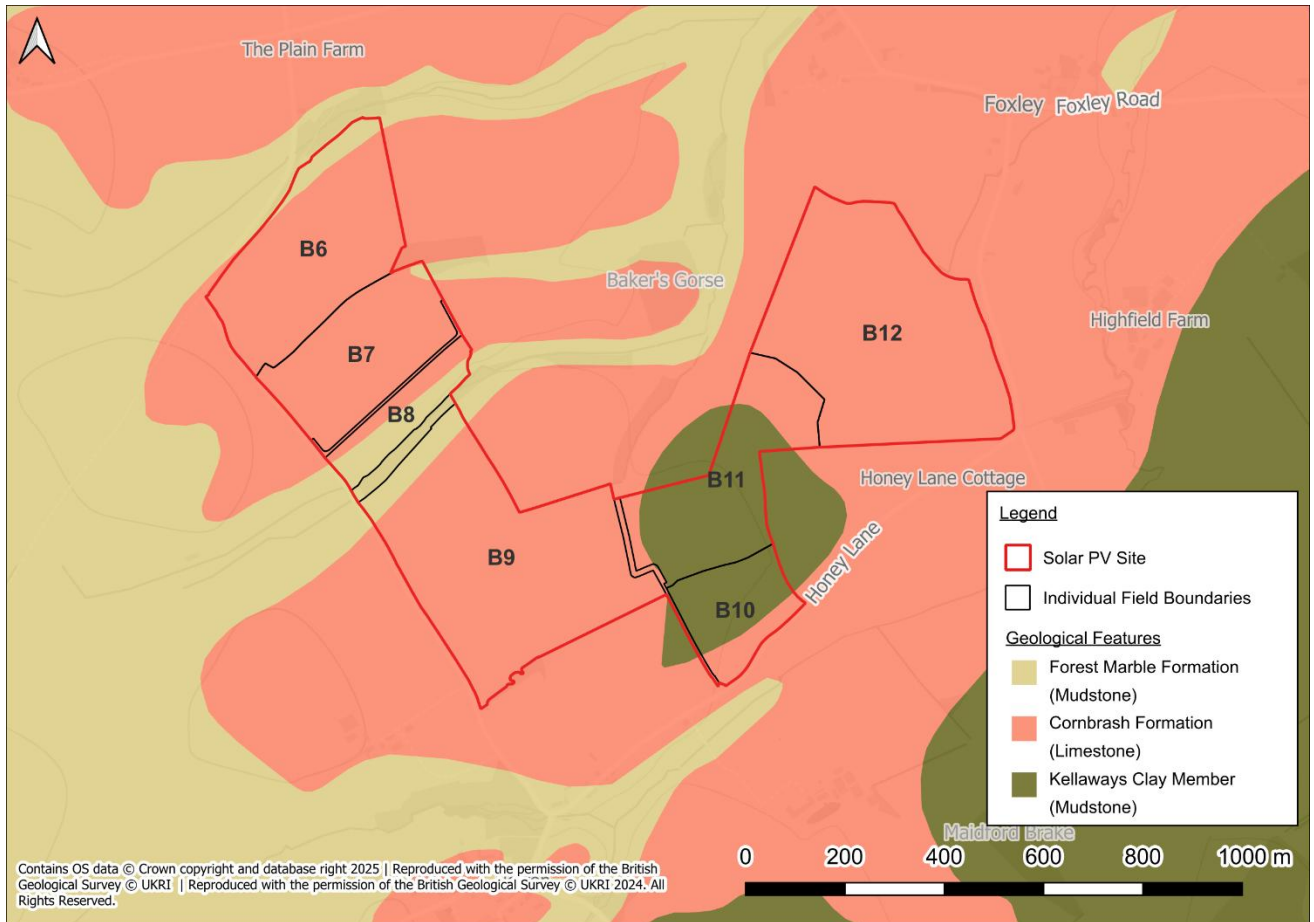 The Plain Farm
Foxley
Foxley Road
B6
Baker's Gorse
Highfield Farm
B12
B7
B8
B11
Honey Lane Cottage
B9
Honey Lane
B10
Legend
Solar PV Site
Individual Field Boundaries
Geological Features
Forest Marble Formation
(Mudstone)
Cornbrash Formation
(Limestone)
Kellaways Clay Member
(Mudstone)
Maidford Brake
0 200 400 600 800 1000 m
Contains OS data © Crown copyright and database right 2025 | Reproduced with the permission of the British
Geological Survey © UKRI | Reproduced with the permission of the British Geological Survey © UKRI 2024. All
Rights Reserved.